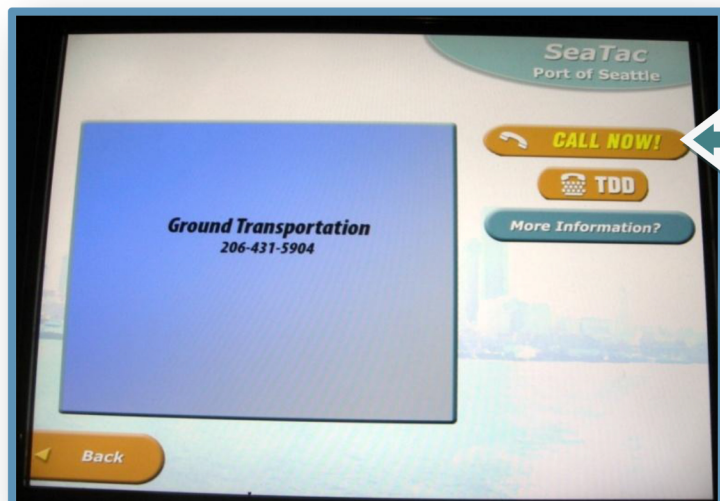 SeaTac
Port of Seattle
CALL NOW!
TDD
More Information?
Ground Transportation
206-431-5904
Back